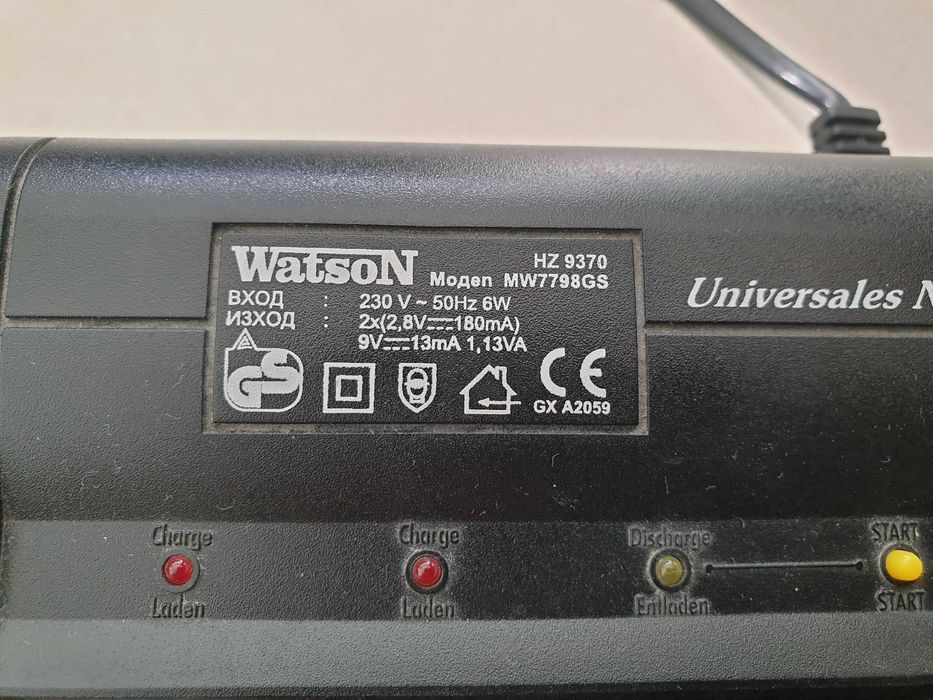 WatsoN HZ 9370
Модел MW7798GS
ВХОД : 230 V ~ 50Hz 6W
ИЗХОД : 2x(2,8V⎓180mA)
9V⎓13mA 1,13VA
GS
CE
GX A2059
Universales N
Charge Charge Discharge START
Laden Laden Entladen START